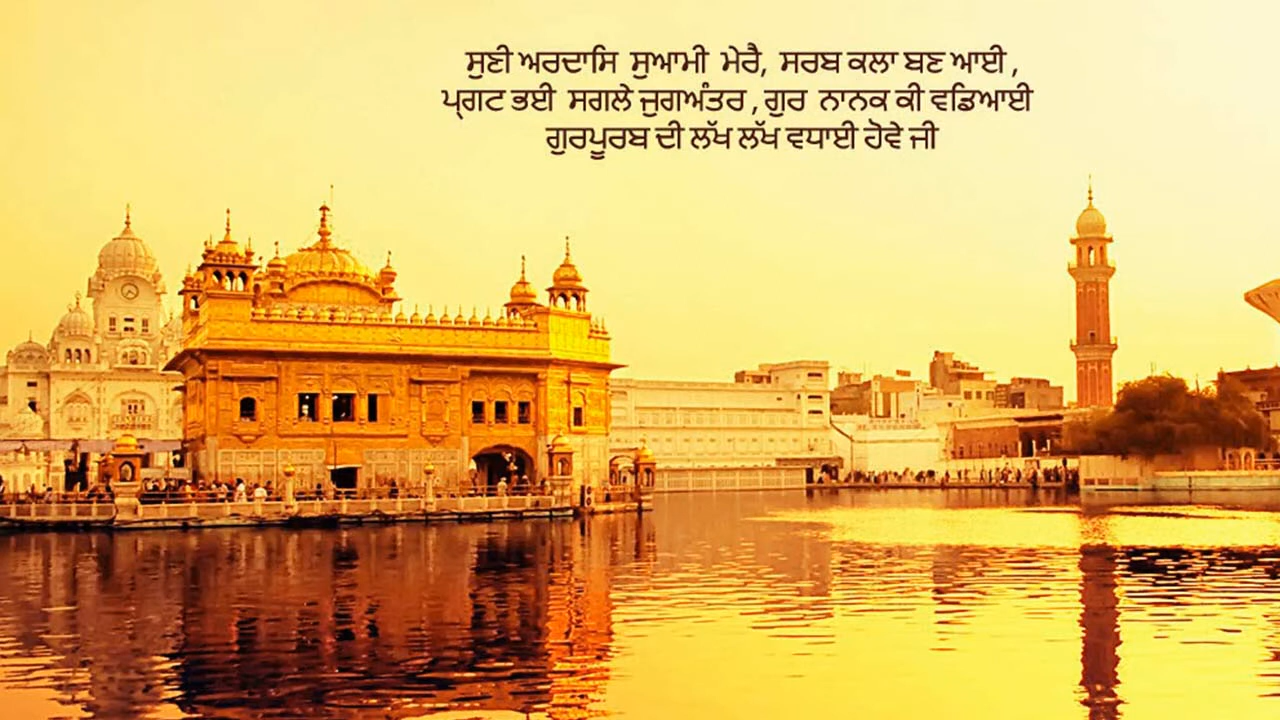 ਸੁਣੀ ਅਰਦਾਸਿ ਸੁਆਮੀ ਮੇਰੈ, ਸਰਬ ਕਲਾ ਬਣ ਆਈ ,
ਪ੍ਰਗਟ ਭਈ ਸਗਲੇ ਜੁਗਅੰਤਰ , ਗੁਰ ਨਾਨਕ ਕੀ ਵਡਿਆਈ
ਗੁਰਪੂਰਬ ਦੀ ਲੱਖ ਲੱਖ ਵਧਾਈ ਹੋਵੇ ਜੀ